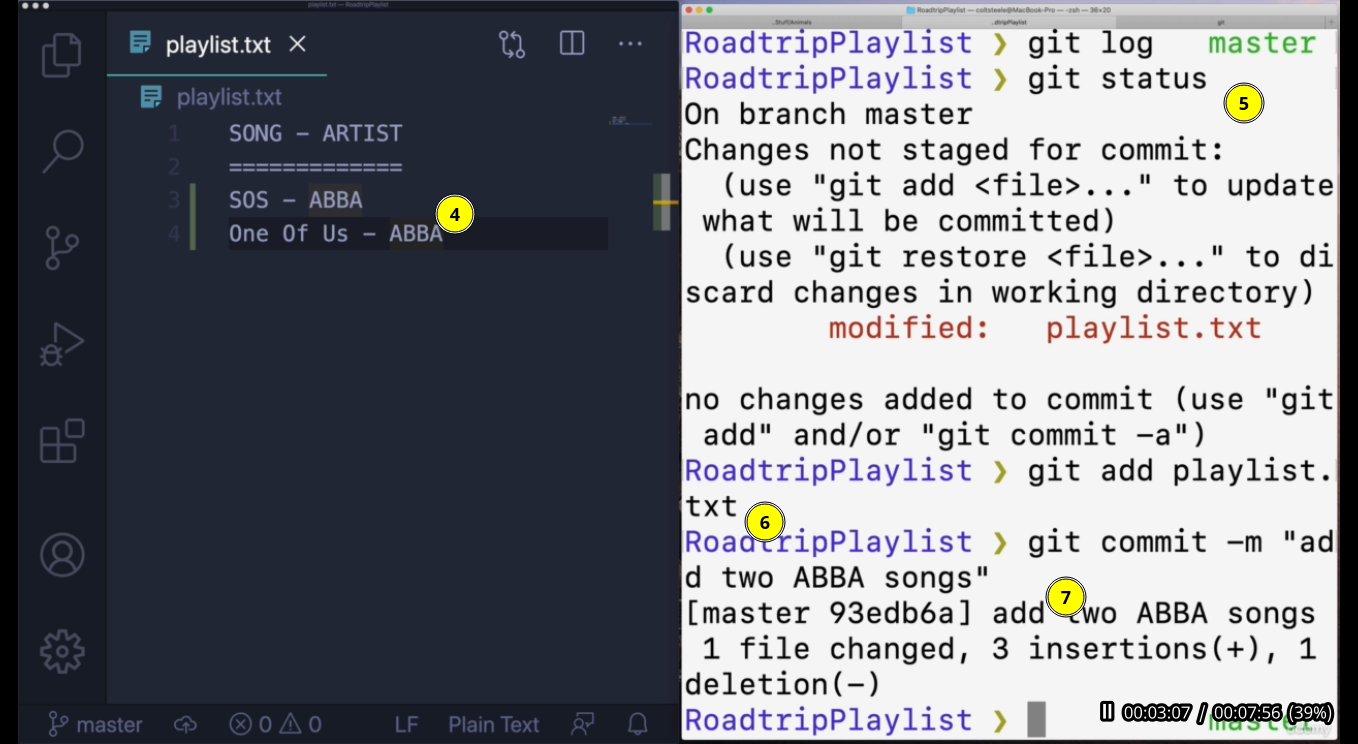 playlist.txt — RoadtripPlaylist
playlist.txt
playlist.txt
1 SONG – ARTIST
2 =============
3 SOS – ABBA
4 One Of Us – ABBA
4
master
0 0
LF
Plain Text
RoadtripPlaylist — coltsteele@MacBook-Pro — -zsh — 36×20
..Stuff/Animals
..dtripPlaylist
git
RoadtripPlaylist ❯ git log master
RoadtripPlaylist ❯ git status
5
On branch master
Changes not staged for commit:
(use "git add <file>..." to update
what will be committed)
(use "git restore <file>..." to di
scard changes in working directory)
modified: playlist.txt
no changes added to commit (use "git
add" and/or "git commit –a")
RoadtripPlaylist ❯ git add playlist.
txt
6
RoadtripPlaylist ❯ git commit –m "ad
d two ABBA songs"
7
[master 93edb6a] add two ABBA songs
1 file changed, 3 insertions(+), 1
deletion(–)
RoadtripPlaylist ❯ master
00:03:07 / 00:07:56 (39%)
Udemy